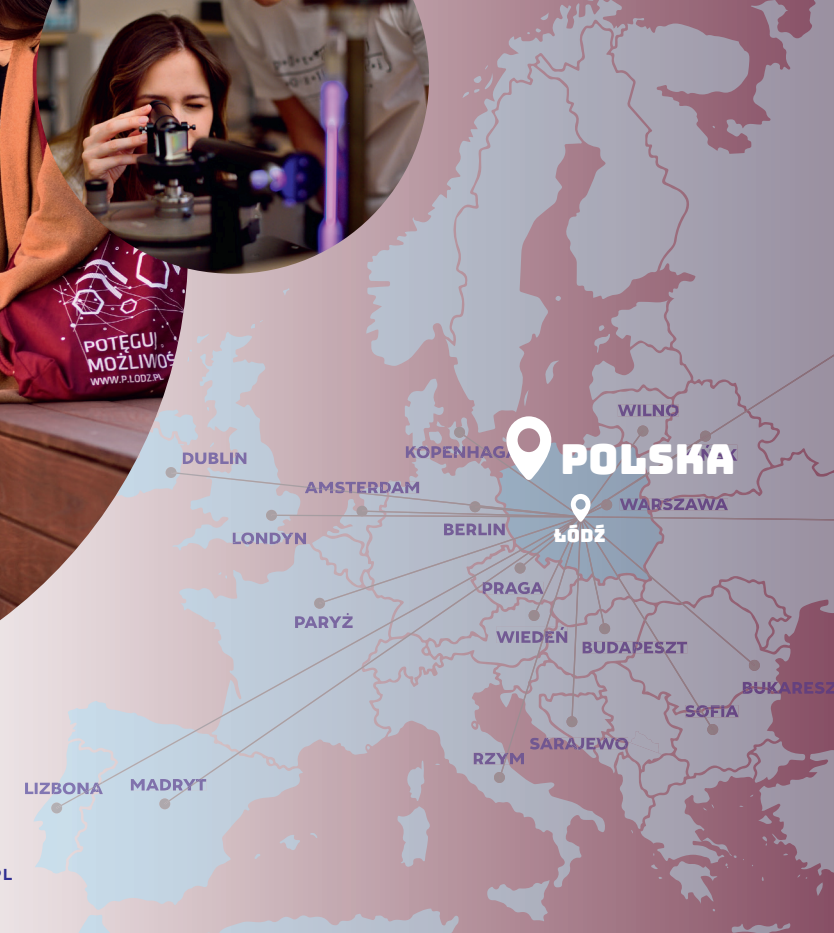 POTĘGUJ
WWW.P.LODZ.PL
WILNO
KOPENHAGA
POLSKA
DUBLIN
AMSTERDAM
WARSZAWA
LONDYN
BERLIN
ŁÓDŹ
PRAGA
PARYŻ
WIEDEŃ
BUDAPESZT
BUKARESZ
SOFIA
SARAJEWO
RZYM
LIZBONA
MADRYT
PL